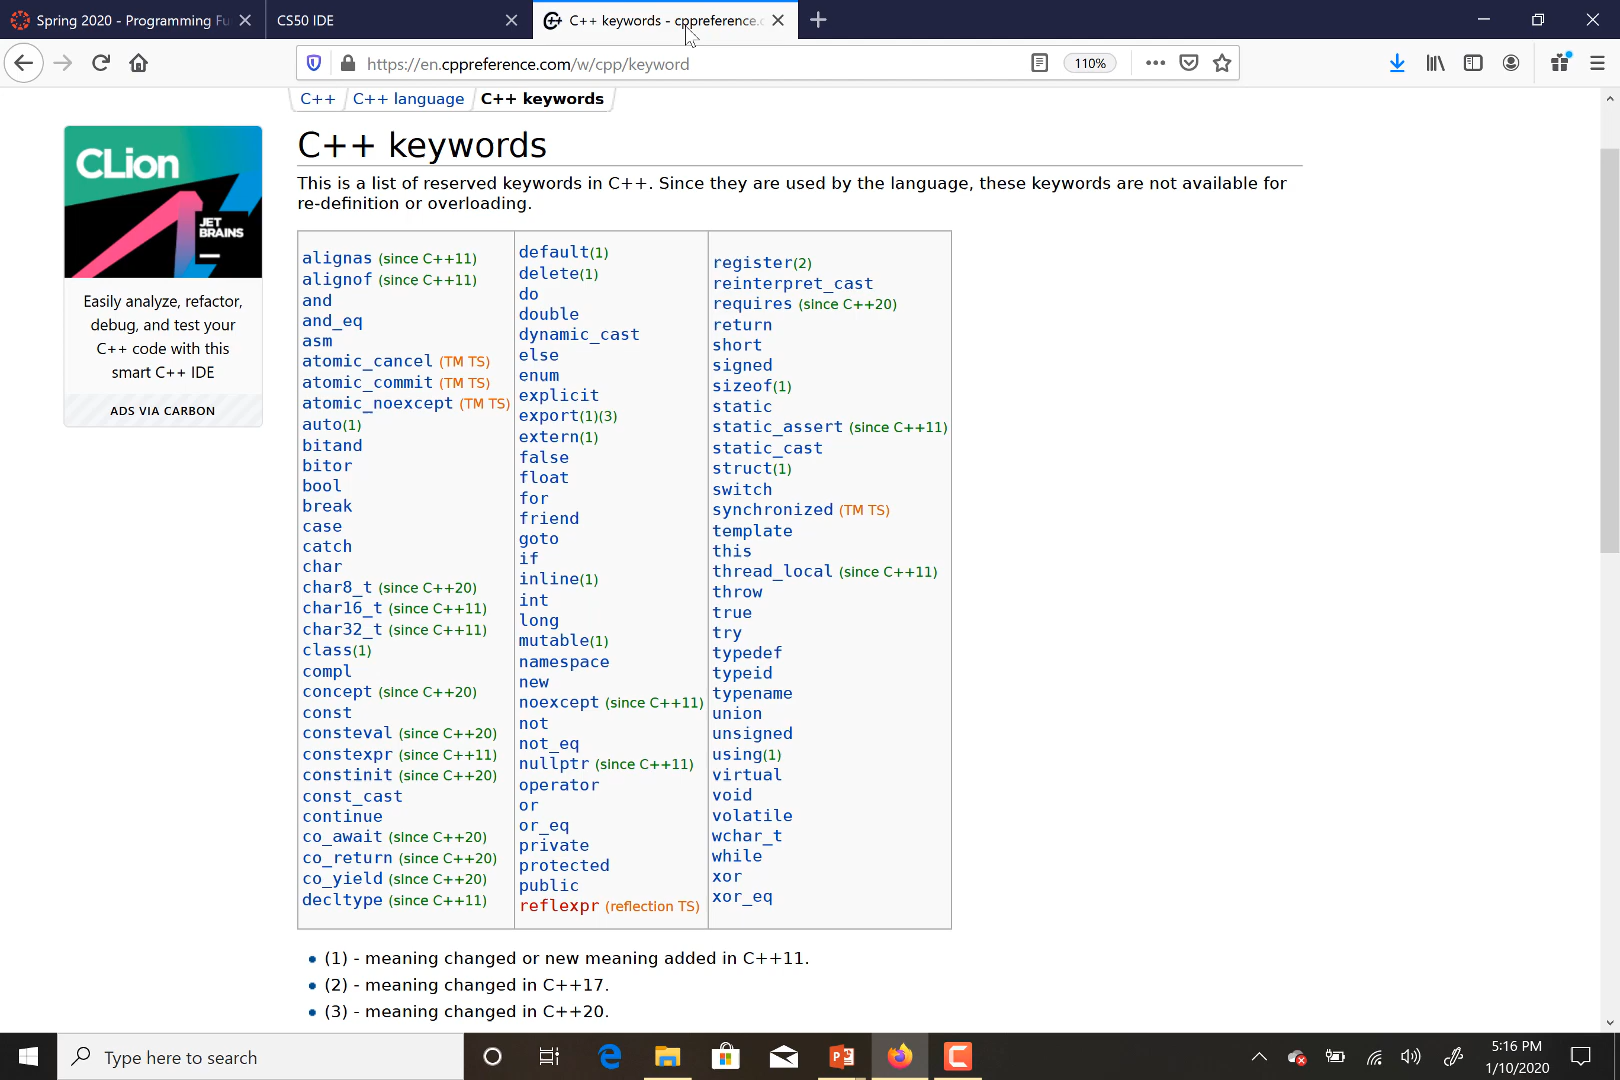 Spring 2020 - Programming Fu
CS50 IDE
C++ keywords - cppreference.c
https://en.cppreference.com/w/cpp/keyword
110%
C++
C++ language
C++ keywords
CLion
JET
BRAINS
Easily analyze, refactor,
debug, and test your
C++ code with this
smart C++ IDE
ADS VIA CARBON
C++ keywords
This is a list of reserved keywords in C++. Since they are used by the language, these keywords are not available for
re-definition or overloading.
alignas (since C++11)
alignof (since C++11)
and
and_eq
asm
atomic_cancel (TM TS)
atomic_commit (TM TS)
atomic_noexcept (TM TS)
auto(1)
bitand
bitor
bool
break
case
catch
char
char8_t (since C++20)
char16_t (since C++11)
char32_t (since C++11)
class(1)
compl
concept (since C++20)
const
consteval (since C++20)
constexpr (since C++11)
constinit (since C++20)
const_cast
continue
co_await (since C++20)
co_return (since C++20)
co_yield (since C++20)
decltype (since C++11)
default(1)
delete(1)
do
double
dynamic_cast
else
enum
explicit
export(1)(3)
extern(1)
false
float
for
friend
goto
if
inline(1)
int
long
mutable(1)
namespace
new
noexcept (since C++11)
not
not_eq
nullptr (since C++11)
operator
or
or_eq
private
protected
public
reflexpr (reflection TS)
register(2)
reinterpret_cast
requires (since C++20)
return
short
signed
sizeof(1)
static
static_assert (since C++11)
static_cast
struct(1)
switch
synchronized (TM TS)
template
this
thread_local (since C++11)
throw
true
try
typedef
typeid
typename
union
unsigned
using(1)
virtual
void
volatile
wchar_t
while
xor
xor_eq
(1) - meaning changed or new meaning added in C++11.
(2) - meaning changed in C++17.
(3) - meaning changed in C++20.
Type here to search
5:16 PM
1/10/2020